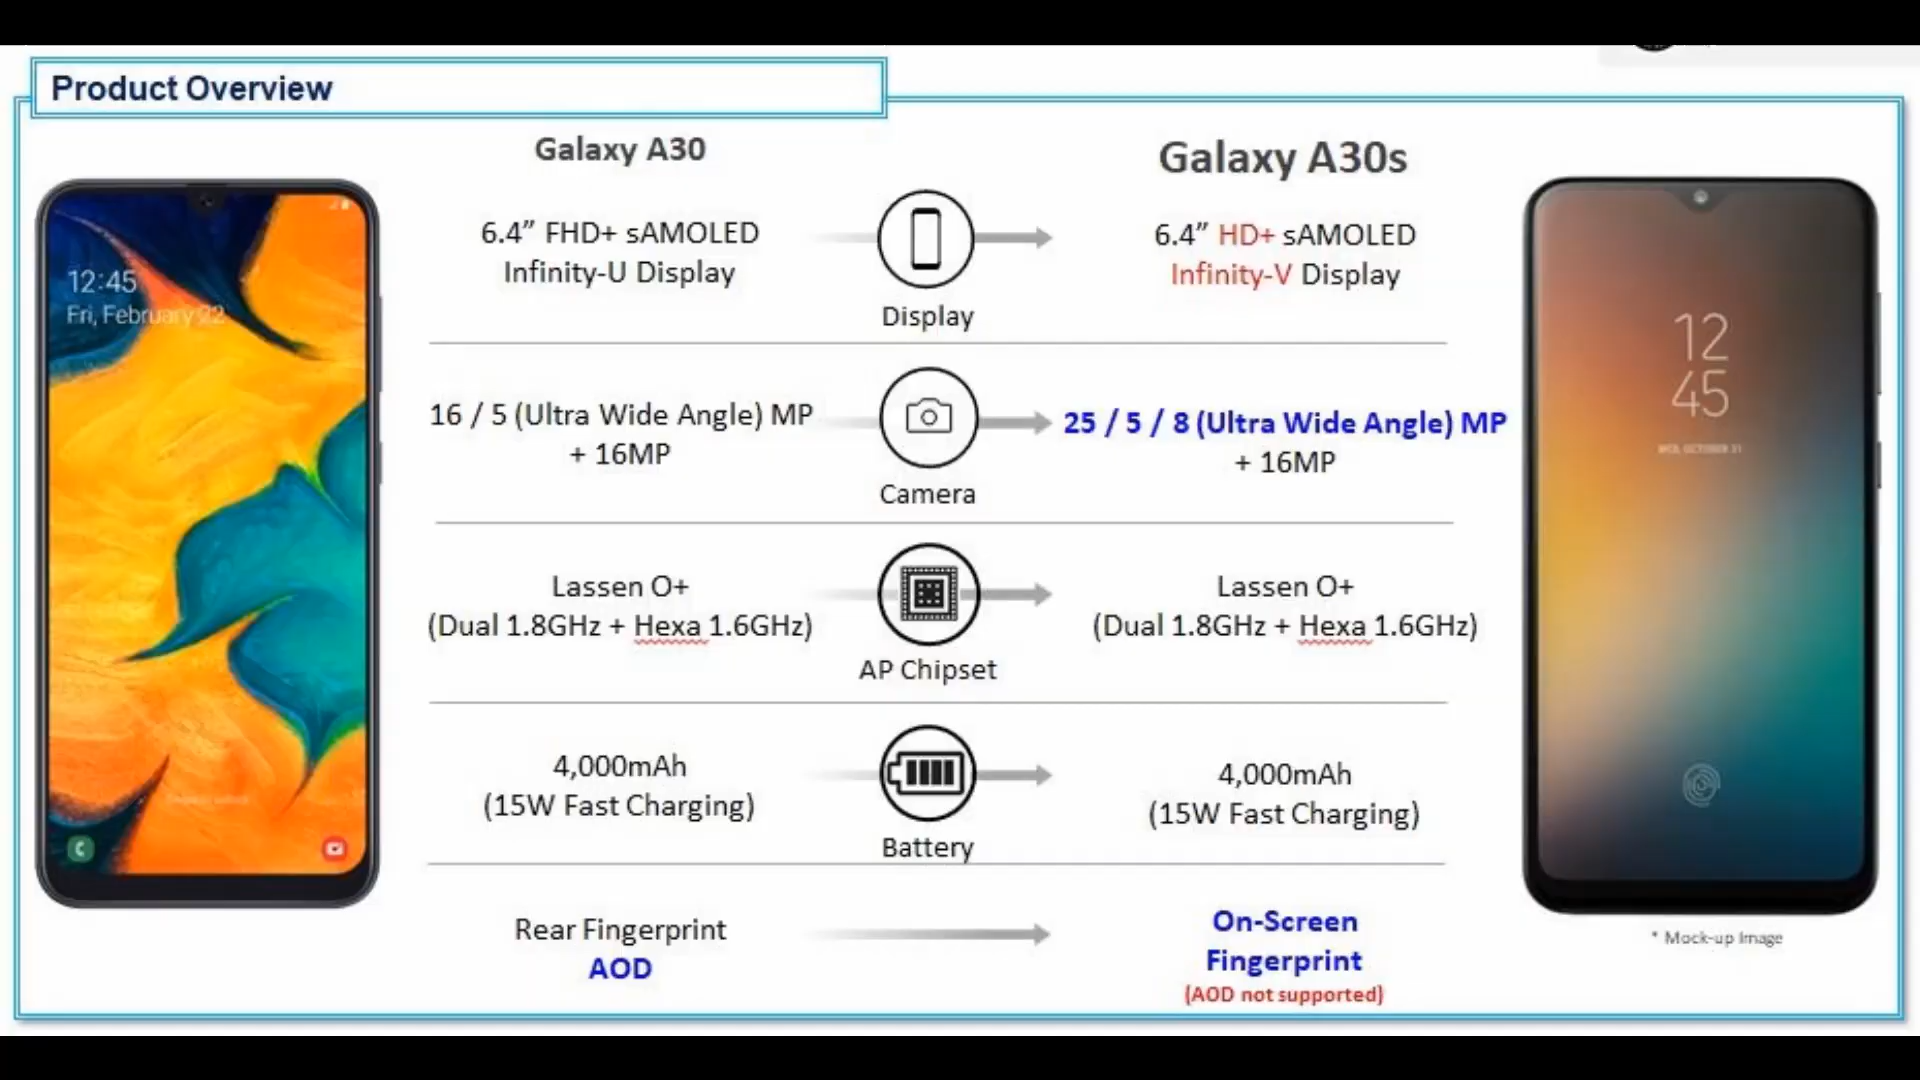 Product Overview
Galaxy A30
Galaxy A30s
12:45
Fri, February 22
6.4” FHD+ sAMOLED
Infinity-U Display
Display
6.4” HD+ sAMOLED
Infinity-V Display
12
45
WED, OCTOBER 31
16 / 5 (Ultra Wide Angle) MP
+ 16MP
Camera
25 / 5 / 8 (Ultra Wide Angle) MP
+ 16MP
Lassen O+
(Dual 1.8GHz + Hexa 1.6GHz)
AP Chipset
Lassen O+
(Dual 1.8GHz + Hexa 1.6GHz)
4,000mAh
(15W Fast Charging)
Battery
4,000mAh
(15W Fast Charging)
Rear Fingerprint
AOD
On-Screen
Fingerprint
(AOD not supported)
* Mock-up Image